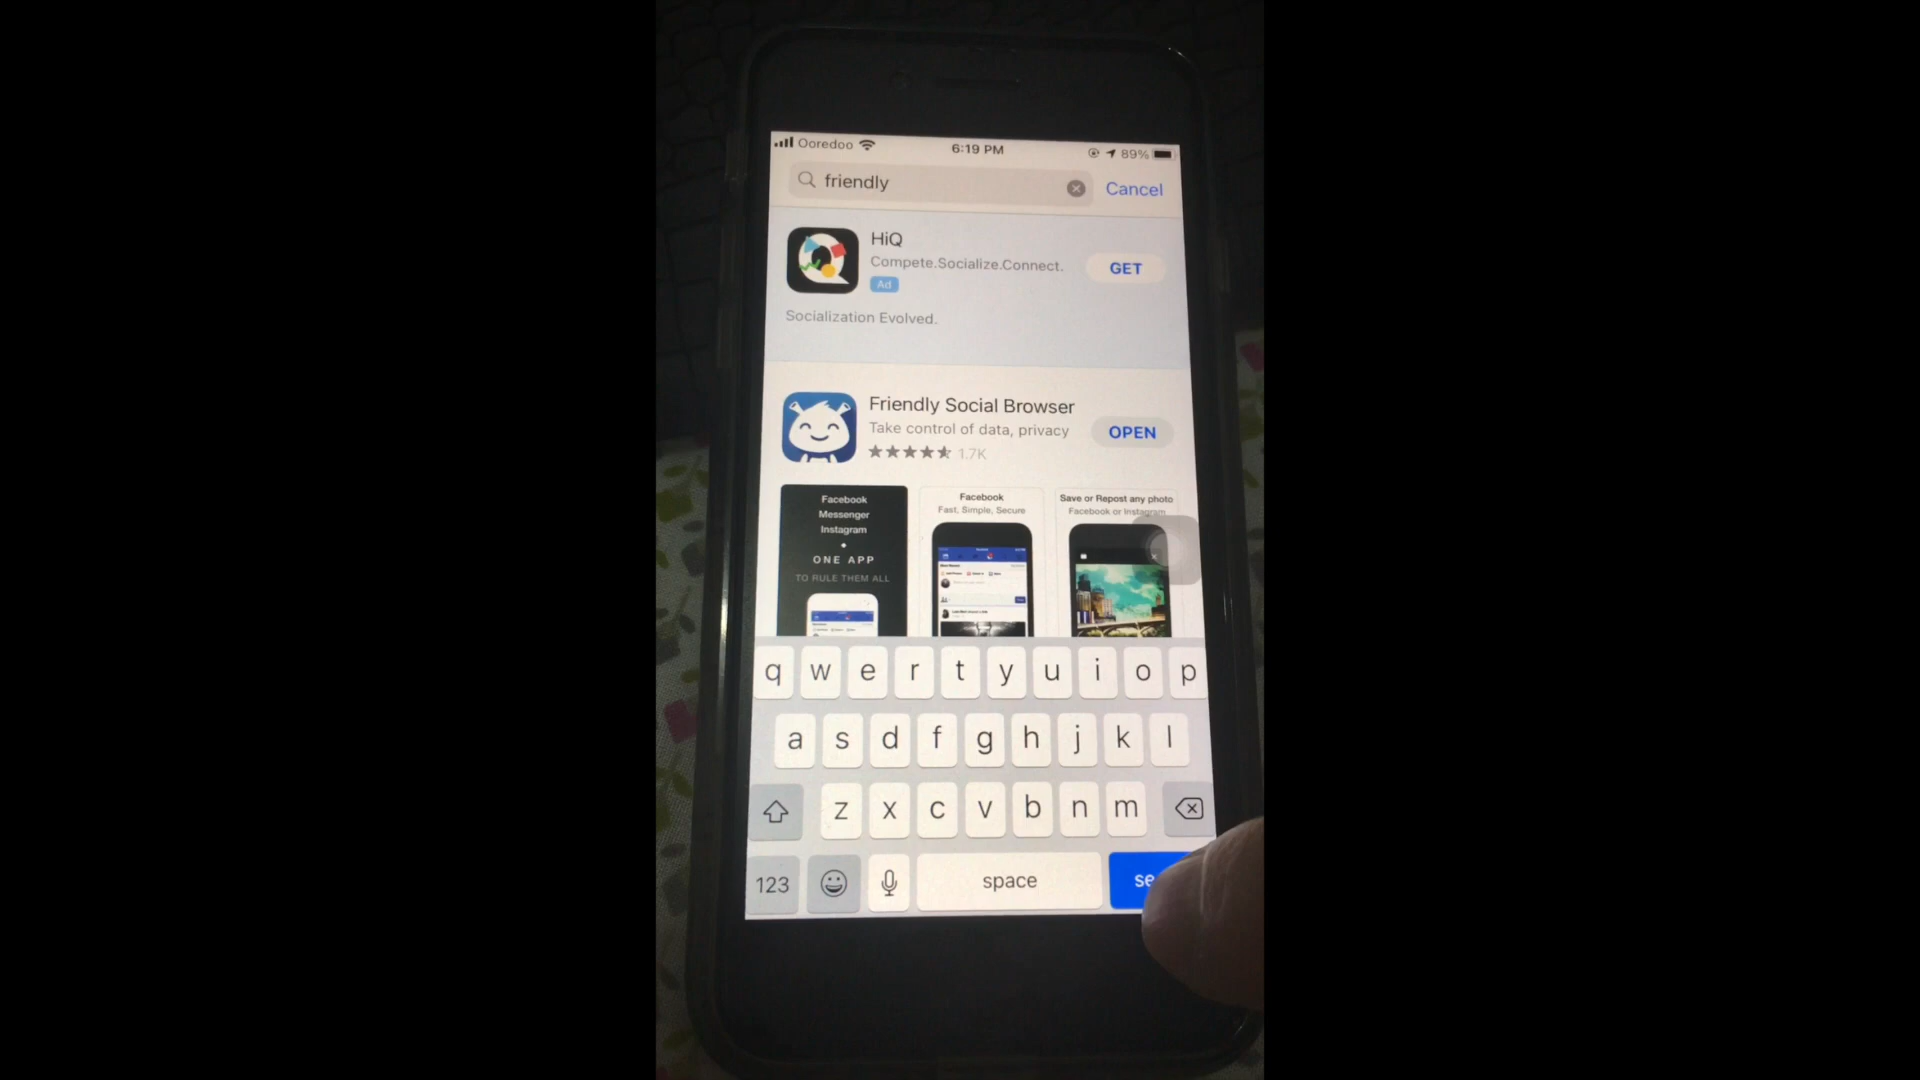 Ooredoo
6:19 PM
89%
friendly
Cancel
HiQ
Compete.Socialize.Connect.
Ad
GET
Socialization Evolved.
Friendly Social Browser
Take control of data, privacy
1.7K
OPEN
Facebook
Messenger
Instagram
ONE APP
TO RULE THEM ALL
Facebook
Fast, Simple, Secure
Save or Repost any photo
Facebook or Instagram
q w e r t y u i o p
a s d f g h j k l
z x c v b n m
123
space
se